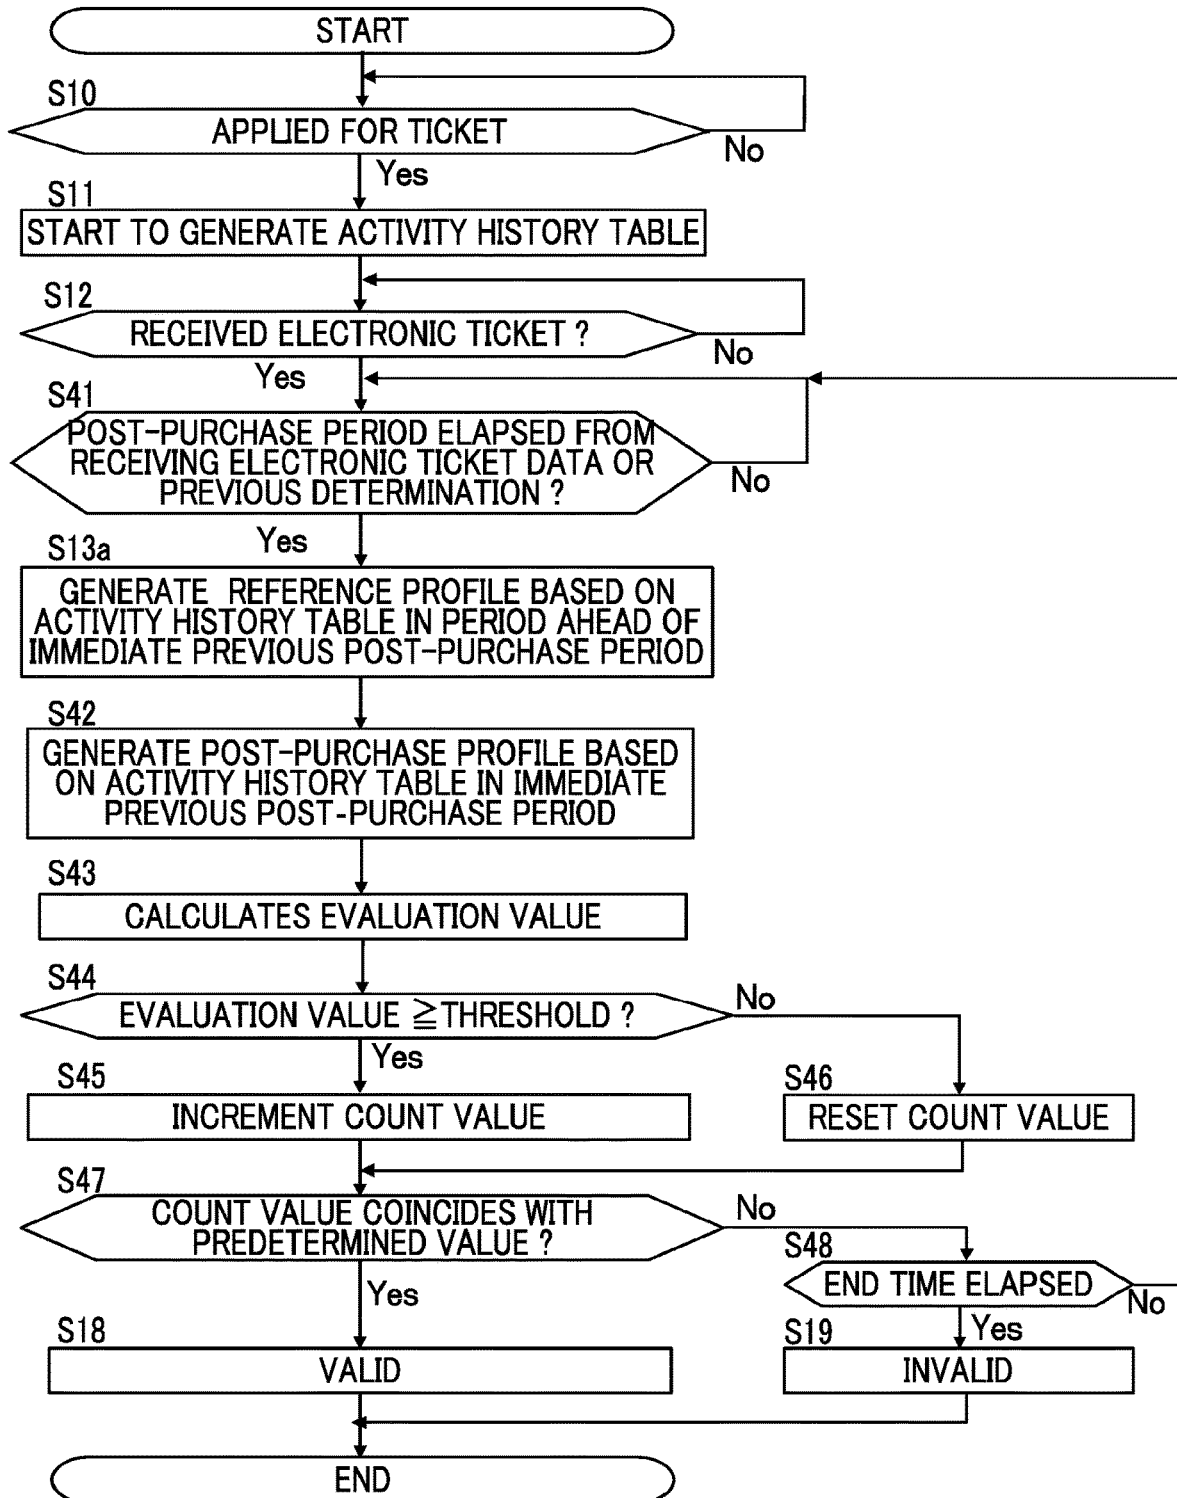 START
S10
APPLIED FOR TICKET
No
Yes
S11
START TO GENERATE ACTIVITY HISTORY TABLE
S12
RECEIVED ELECTRONIC TICKET ?
No
Yes
S41
POST-PURCHASE PERIOD ELAPSED FROM
RECEIVING ELECTRONIC TICKET DATA OR
PREVIOUS DETERMINATION ?
No
Yes
S13a
GENERATE REFERENCE PROFILE BASED ON
ACTIVITY HISTORY TABLE IN PERIOD AHEAD OF
IMMEDIATE PREVIOUS POST-PURCHASE PERIOD
S42
GENERATE POST-PURCHASE PROFILE BASED
ON ACTIVITY HISTORY TABLE IN IMMEDIATE
PREVIOUS POST-PURCHASE PERIOD
S43
CALCULATES EVALUATION VALUE
S44
EVALUATION VALUE ≧THRESHOLD ?
No
Yes
S45
INCREMENT COUNT VALUE
S46
RESET COUNT VALUE
S47
COUNT VALUE COINCIDES WITH
PREDETERMINED VALUE ?
No
Yes
S48
END TIME ELAPSED
No
Yes
S18
VALID
S19
INVALID
END